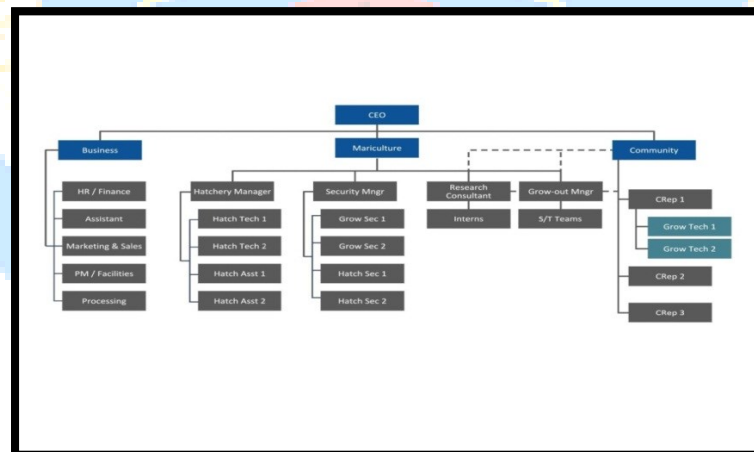 CEO
Business
Mariculture
Community
HR / Finance
Assistant
Marketing & Sales
PM / Facilities
Processing
Hatchery Manager
Hatch Tech 1
Hatch Tech 2
Hatch Asst 1
Hatch Asst 2
Security Mngr
Grow Sec 1
Grow Sec 2
Hatch Sec 1
Hatch Sec 2
Research
Consultant
Interns
Grow-out Mngr
S/T Teams
CRep 1
Grow Tech 1
Grow Tech 2
CRep 2
CRep 3